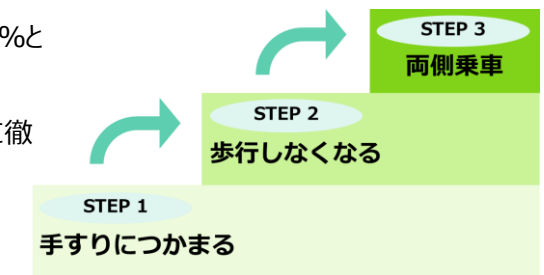 %と
徹
STEP 3
両側乗車
STEP 2
歩行しなくなる
STEP 1
手すりにつかまる